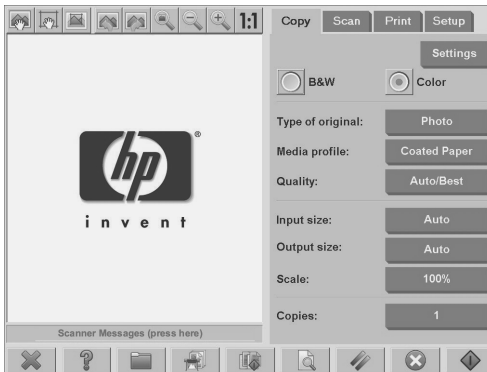 1:1
Copy Scan Print Setup
Settings
B&W Color
Type of original: Photo
Media profile: Coated Paper
Quality: Auto/Best
Input size: Auto
Output size: Auto
Scale: 100%
Copies: 1
hp ®
invent
Scanner Messages (press here)
?